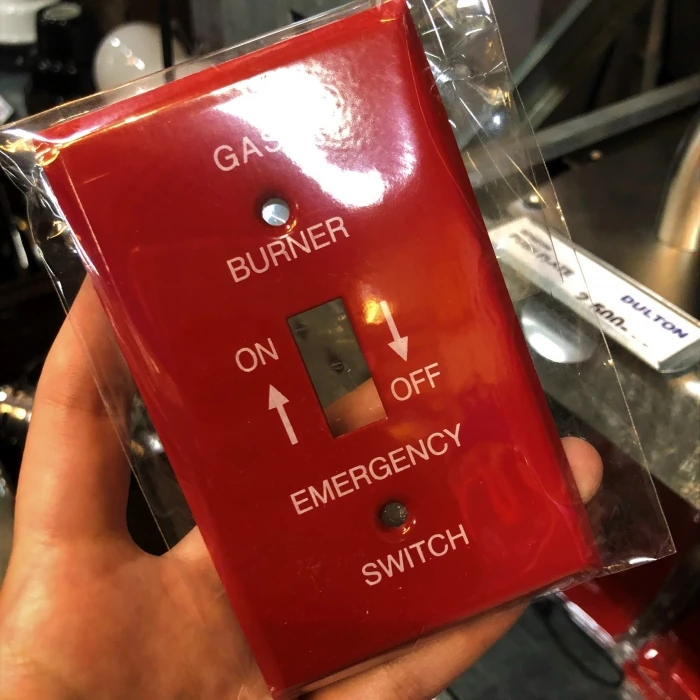 GAS
BURNER
ON
OFF
EMERGENCY
SWITCH
DULTON